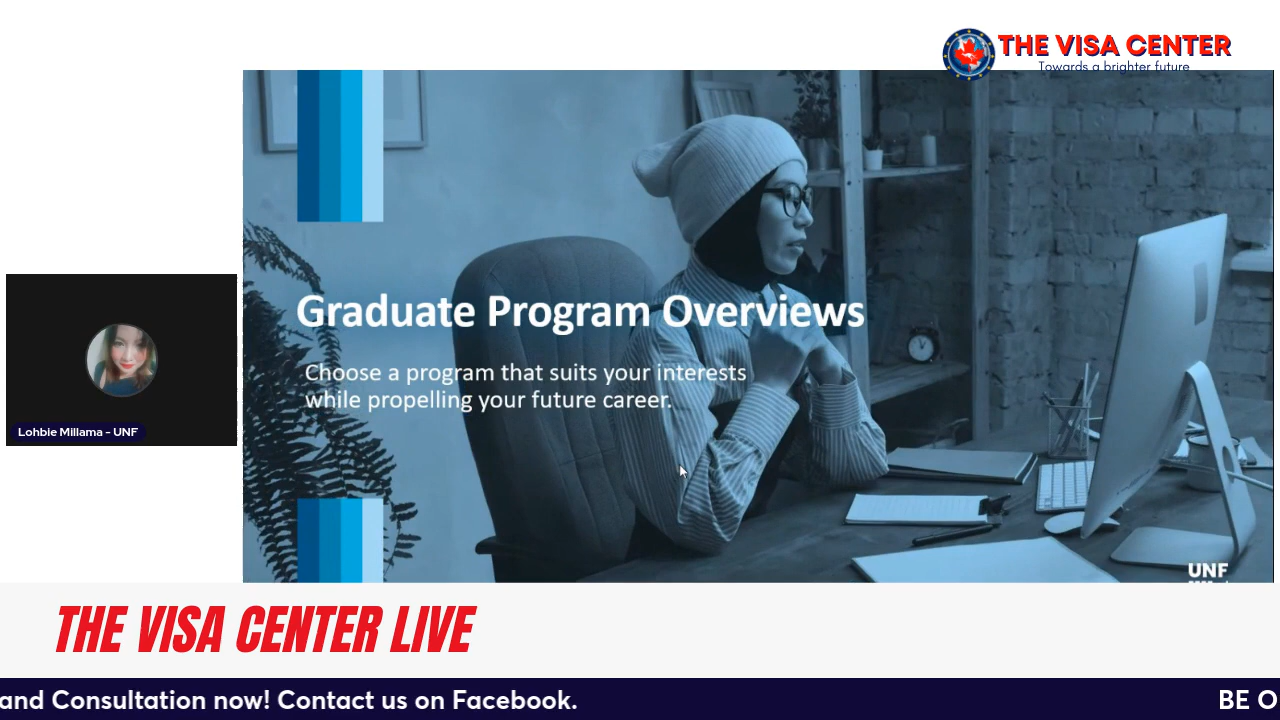 THE VISA CENTER
Towards a brighter future
Graduate Program Overviews
Choose a program that suits your interests
while propelling your future career.
Lohbie Millama - UNF
UNF
THE VISA CENTER LIVE
and Consultation now! Contact us on Facebook.
BE O